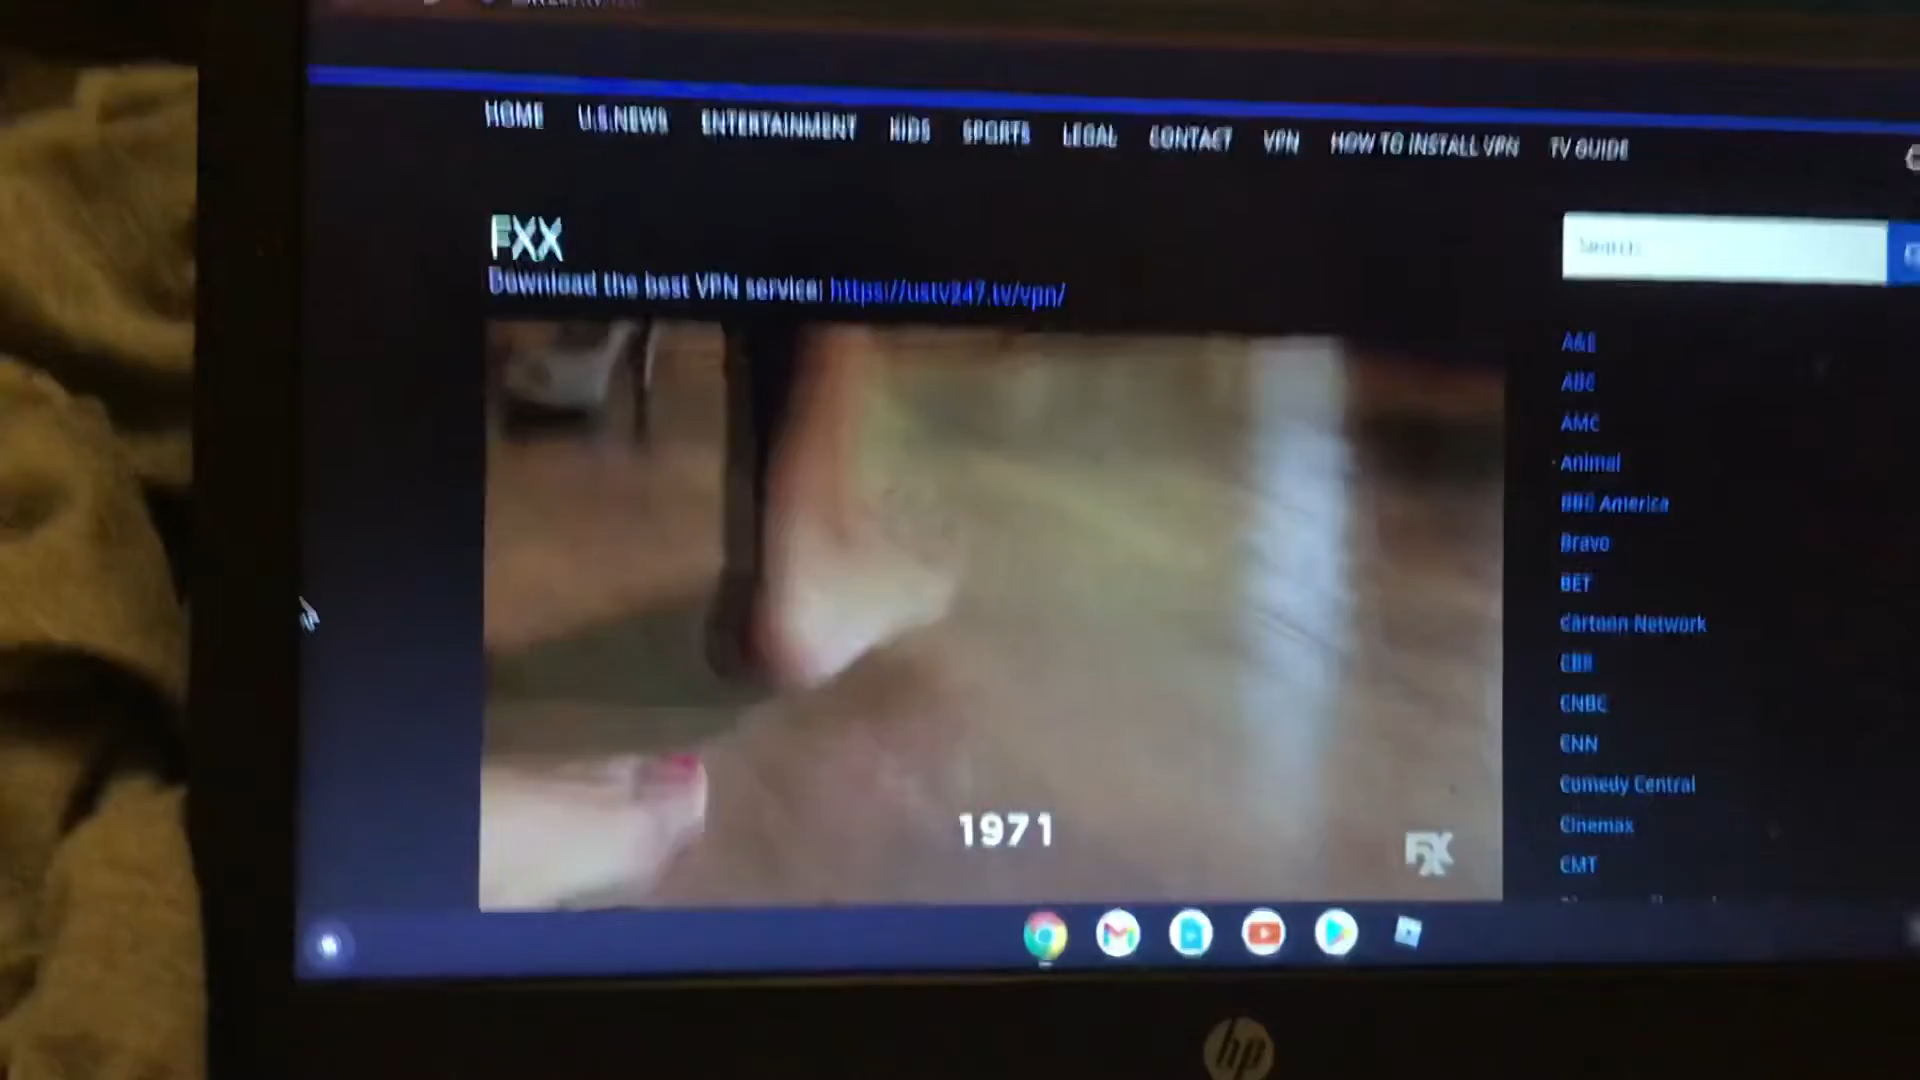 HOME U.S.NEWS ENTERTAINMENT KIDS SPORTS LEGAL CONTACT VPN HOW TO INSTALL VPN TV GUIDE
FXX
Download the best VPN service: https://ustv247.tv/vpn/
Search
A&E
ABC
AMC
Animal
BBC America
Bravo
BET
Cartoon Network
CNBC
CNN
Comedy Central
Cinemax
CMT
1971
FXX
hp